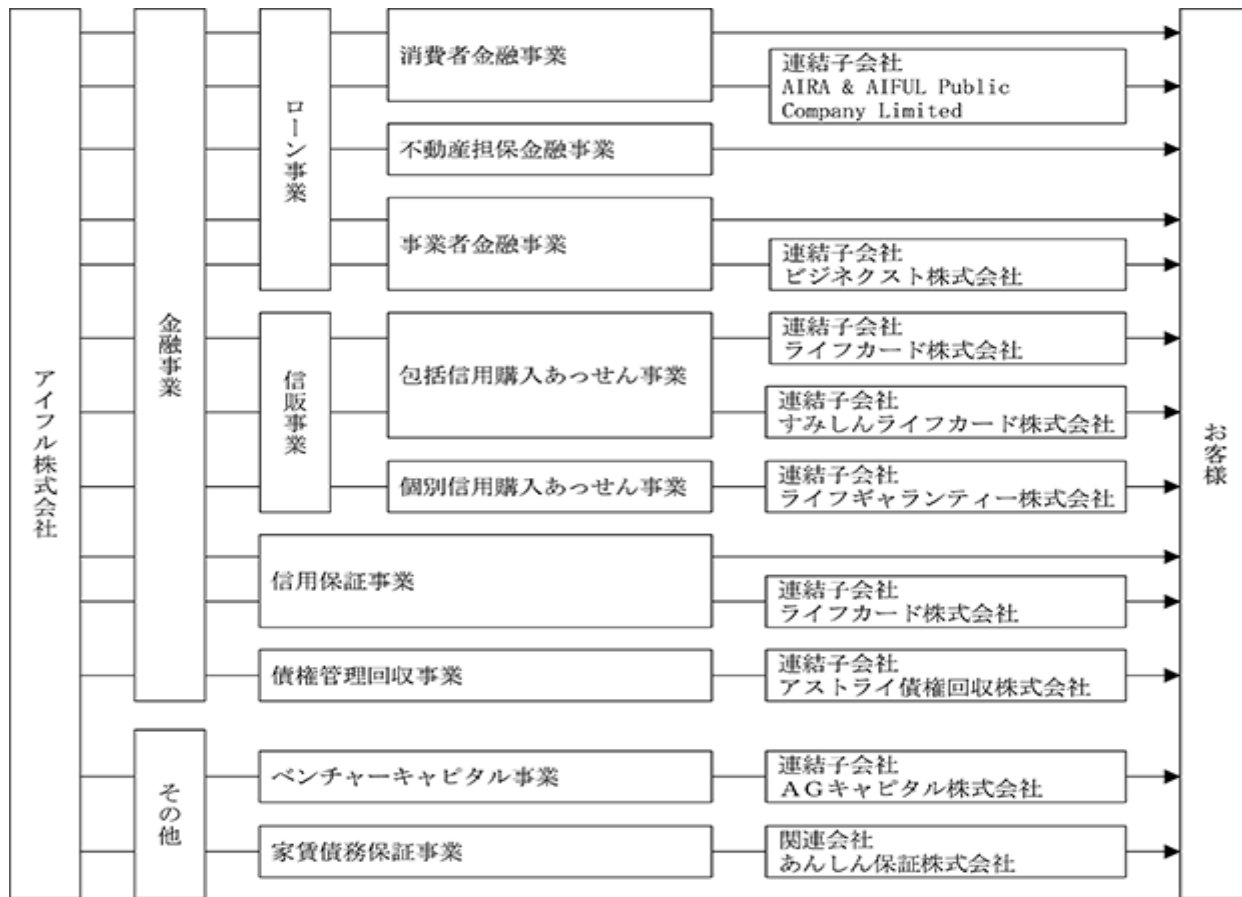 アイフル株式会社
金融事業
ローン事業
消費者金融事業
連結子会社
AIRA & AIFUL Public
Company Limited
不動産担保金融事業
事業者金融事業
連結子会社
ビジネクスト株式会社
信販事業
包括信用購入あっせん事業
連結子会社
ライフカード株式会社
連結子会社
すみしんライフカード株式会社
個別信用購入あっせん事業
連結子会社
ライフギャランティー株式会社
信用保証事業
連結子会社
ライフカード株式会社
債権管理回収事業
連結子会社
アストライ債権回収株式会社
その他
ベンチャーキャピタル事業
連結子会社
AGキャピタル株式会社
家賃債務保証事業
関連会社
あんしん保証株式会社
お客様